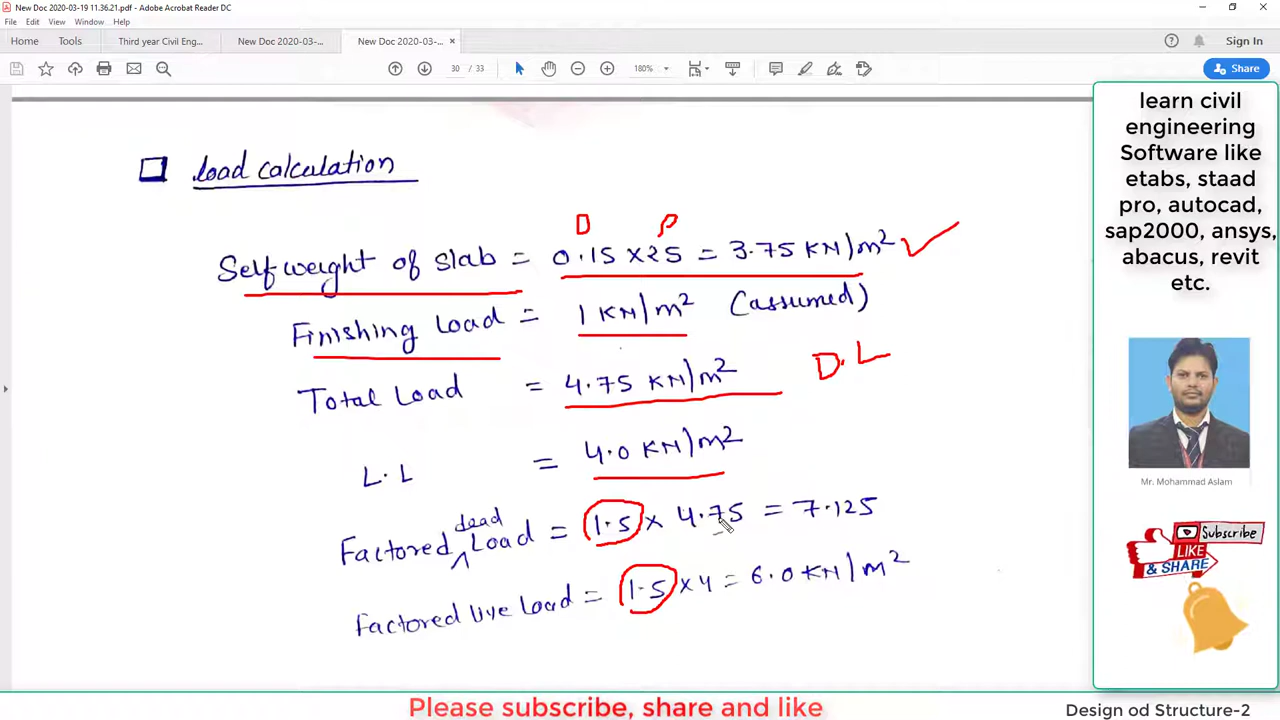 New Doc 2020-03-19 11.36.21.pdf - Adobe Acrobat Reader DC
File Edit View Window Help
Home Tools Third year Civil Eng... New Doc 2020-03-... New Doc 2020-03-... × Sign In
30 / 33 180% Share
load calculation
D ρ
Self weight of slab = 0.15 x25 = 3.75 KN/m²
Finishing Load = 1 KN/m² (assumed)
Total Load = 4.75 KN/m² D.L
L.L = 4.0 KN/m²
Factored dead Load = 1.5 x 4.75 = 7.125
Factored live Load = 1.5 x 4 = 6.0 KN/m²
learn civil
engineering
Software like
etabs, staad
pro, autocad,
sap2000, ansys,
abacus, revit
etc.
Mr. Mohammad Aslam
Subscribe
LIKE
& SHARE
Please subscribe, share and like
Design od Structure-2